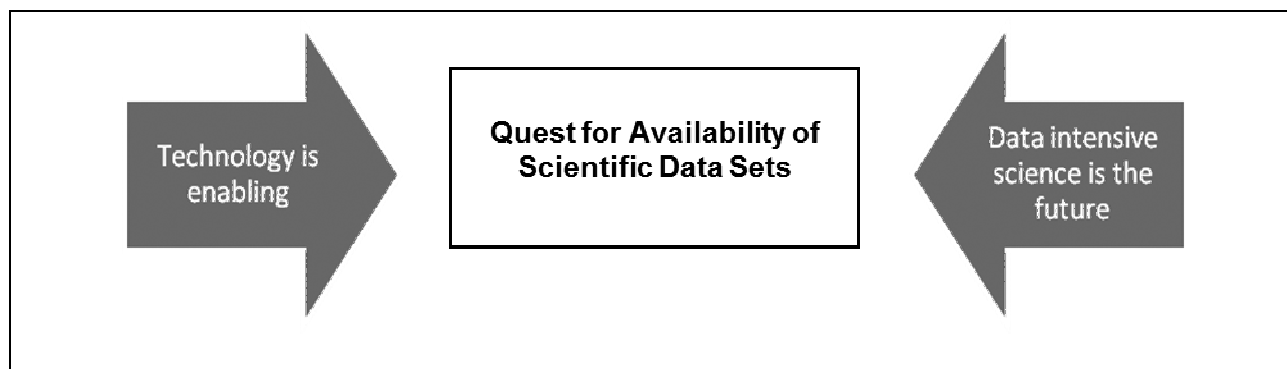 Technology is
enabling
Quest for Availability of
Scientific Data Sets
Data intensive
science is the
future